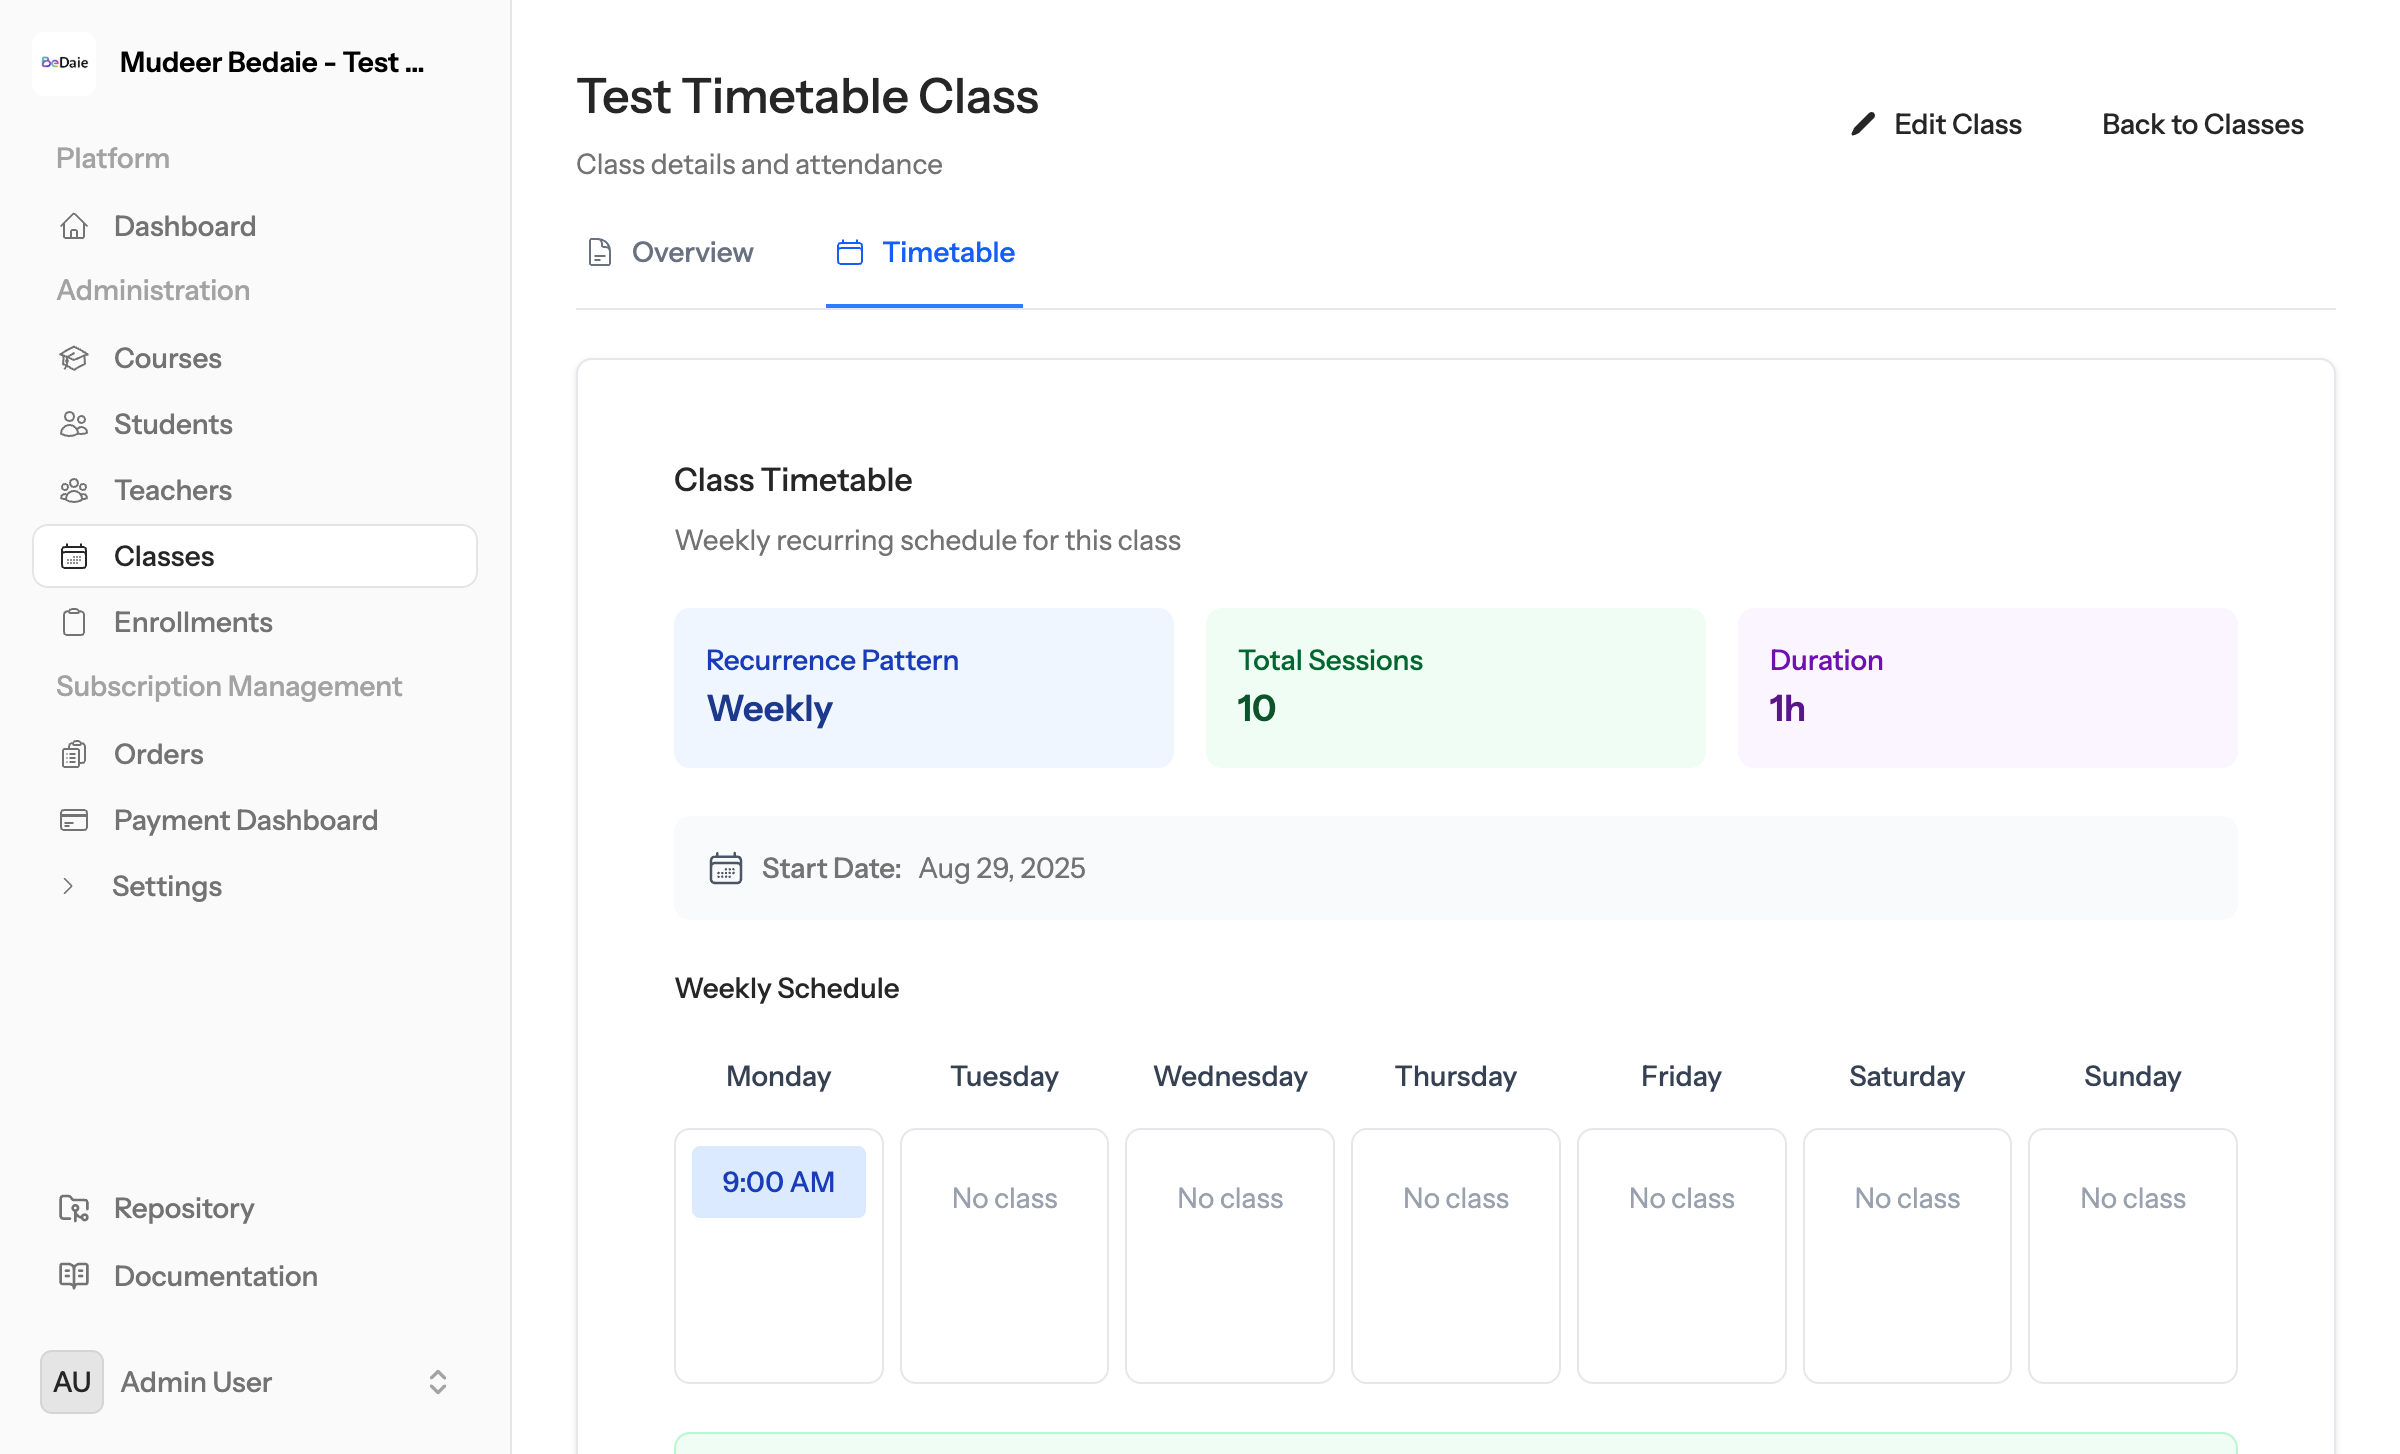 BeDaie
Mudeer Bedaie - Test ...
Platform
Dashboard
Administration
Courses
Students
Teachers
Classes
Enrollments
Subscription Management
Orders
Payment Dashboard
Settings
Repository
Documentation
AU
Admin User
Test Timetable Class
Class details and attendance
Edit Class
Back to Classes
Overview
Timetable
Class Timetable
Weekly recurring schedule for this class
Recurrence Pattern
Weekly
Total Sessions
10
Duration
1h
Start Date: Aug 29, 2025
Weekly Schedule
Monday Tuesday Wednesday Thursday Friday Saturday Sunday
9:00 AM No class No class No class No class No class No class